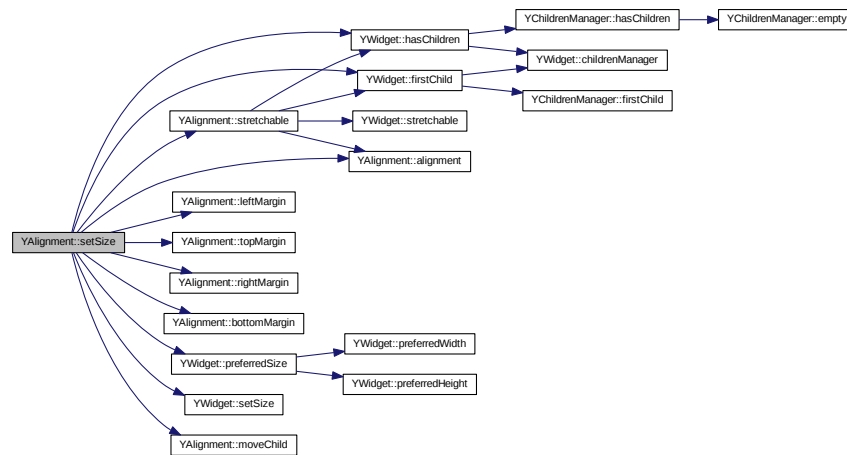 YChildrenManager::hasChildren
YChildrenManager::empty
YWidget::hasChildren
YWidget::childrenManager
YWidget::firstChild
YChildrenManager::firstChild
YAlignment::stretchable
YWidget::stretchable
YAlignment::alignment
YAlignment::leftMargin
YAlignment::setSize
YAlignment::topMargin
YAlignment::rightMargin
YAlignment::bottomMargin
YWidget::preferredWidth
YWidget::preferredSize
YWidget::preferredHeight
YWidget::setSize
YAlignment::moveChild